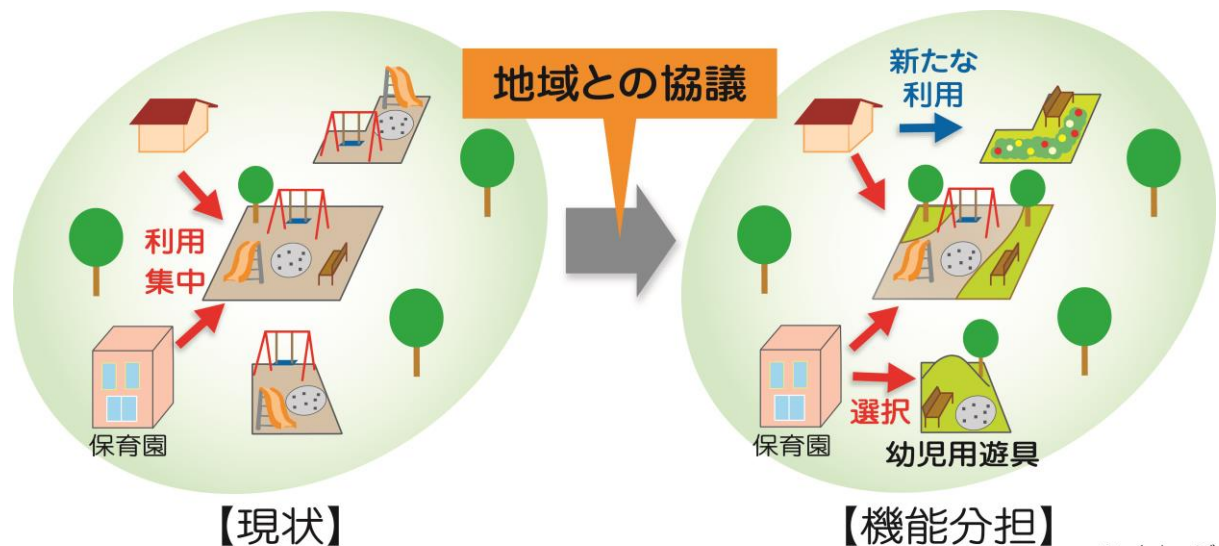 地域との協議
利用
集中
保育園
【現状】
新たな
利用
選択
保育園
幼児用遊具
【機能分担】